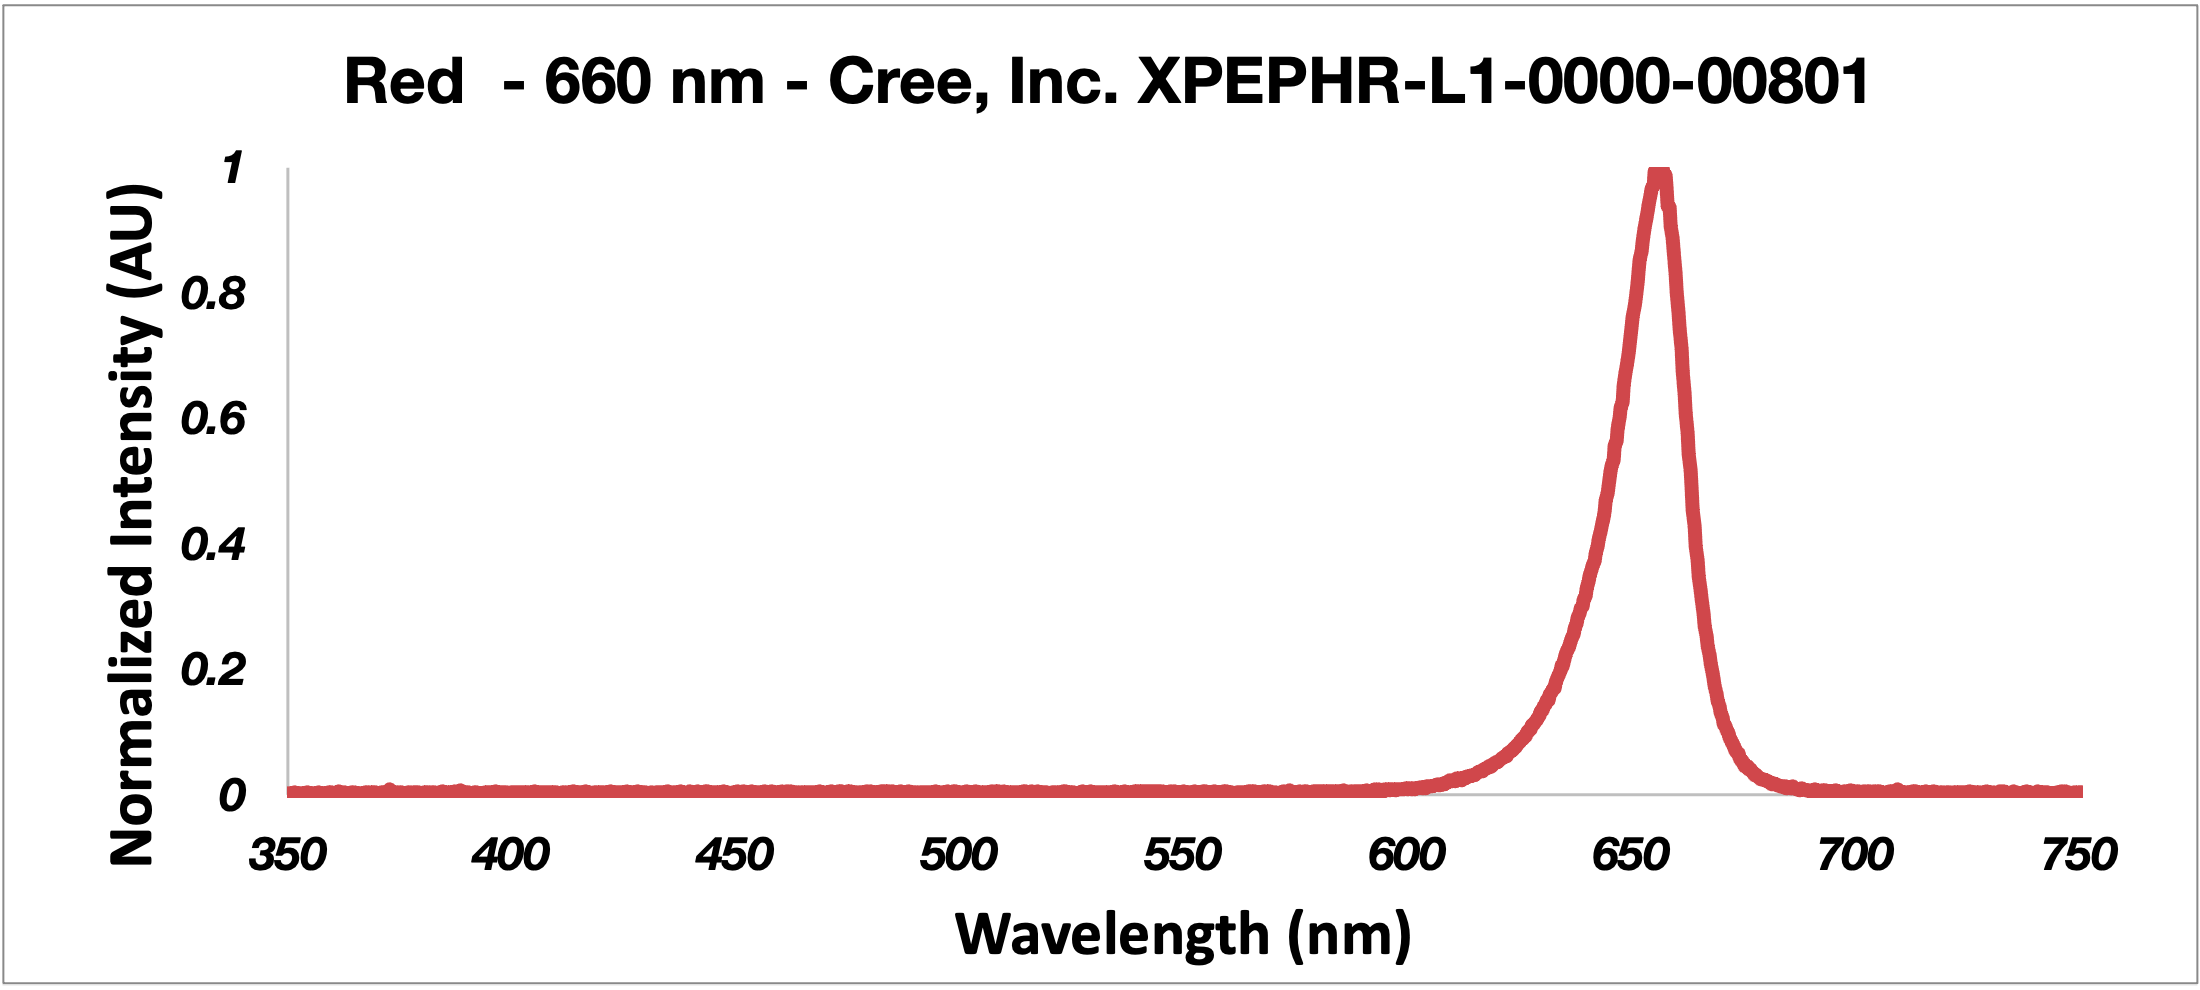 Red  - 660 nm - Cree, Inc. XPEPHR-L1-0000-00801
Normalized Intensity (AU)
1
0.8
0.6
0.4
0.2
0
350 400 450 500 550 600 650 700 750
Wavelength (nm)